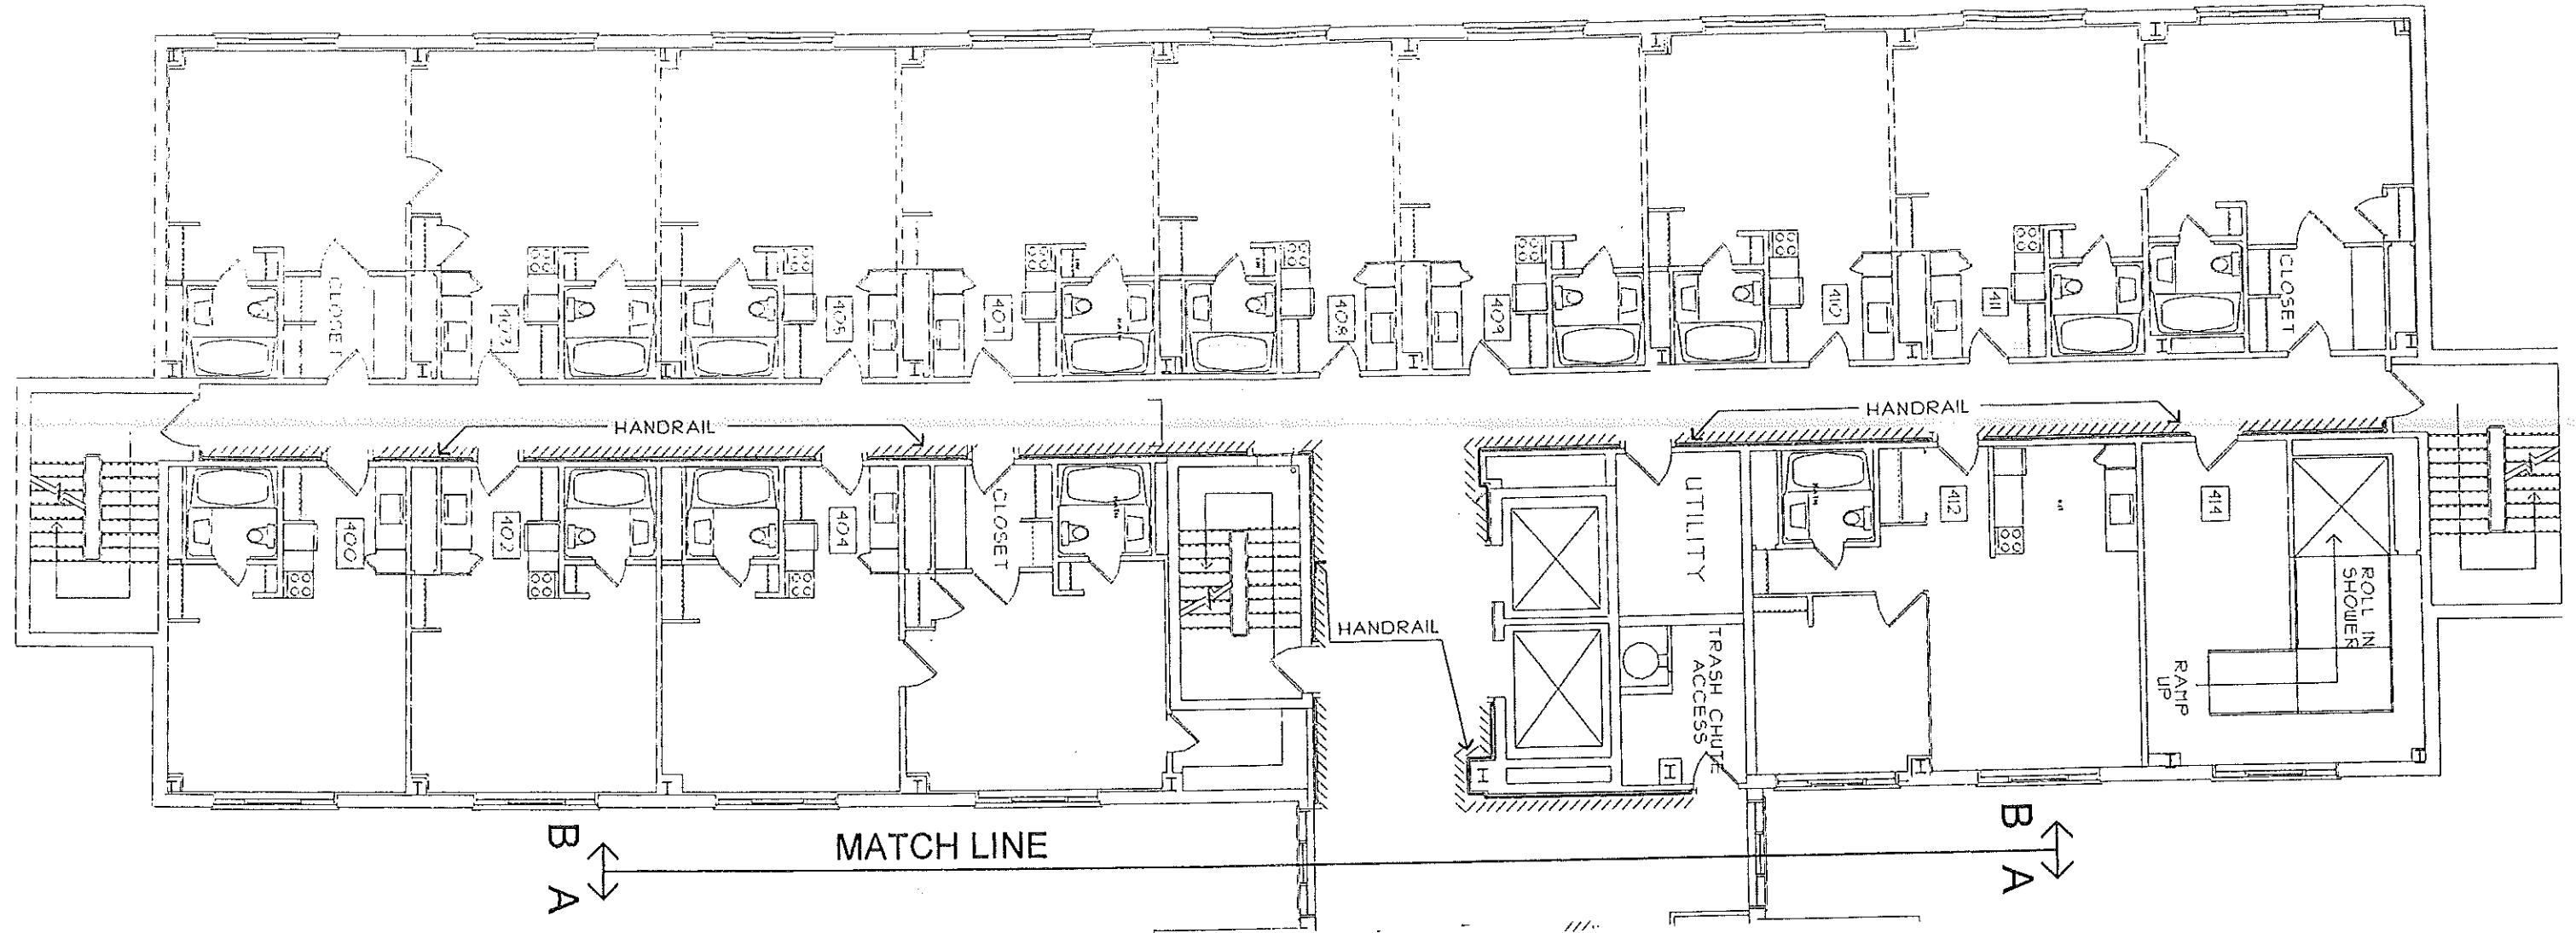 CLOSET
403
405
407
408
409
410
411
CLOSET
HANDRAIL
HANDRAIL
400
402
404
CLOSET
UTILITY
412
414
HANDRAIL
TRASH CHUTE
ACCESS
ROLL IN
SHOWER
RAMP
UP
H
B
MATCH LINE
B
A
A